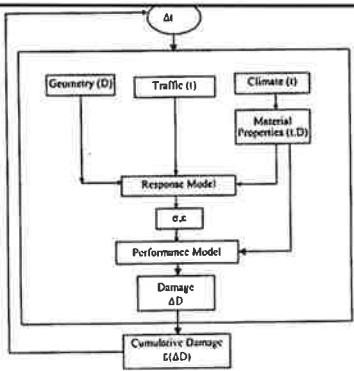 Δt
Geometry (D)
Traffic (t)
Climate (t)
Material
Properties (t,D)
Response Model
σ,ε
Performance Model
Damage
ΔD
Cumulative Damage
Σ(ΔD)